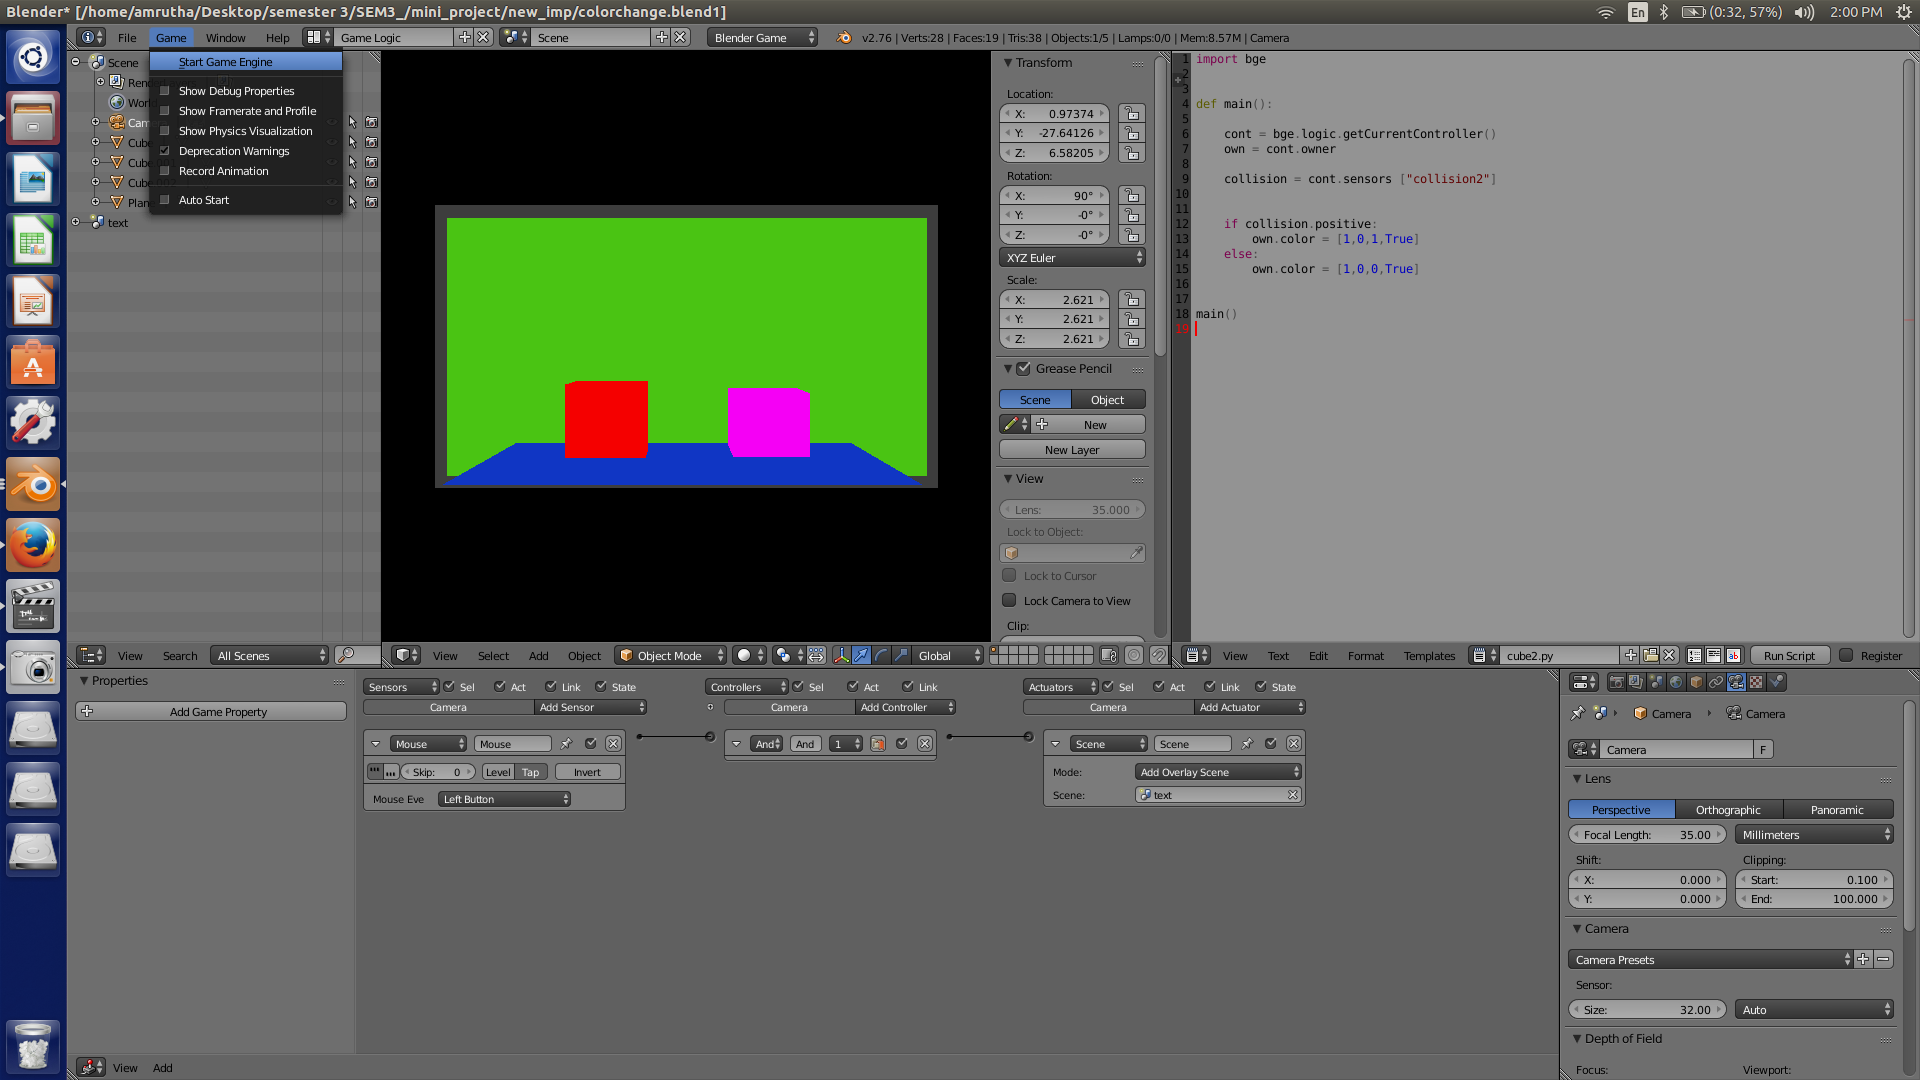 Blender* [/home/amrutha/Desktop/semester 3/SEM3_/mini_project/new_imp/colorchange.blend1]
En (0:32, 57%) 2:00 PM
File Game Window Help Game Logic Scene Blender Game v2.76 | Verts:28 | Faces:19 | Tris:38 | Objects:1/5 | Lamps:0/0 | Mem:8.57M | Camera
Scene
Worl
Cam
Cub
Cube
Cub
Plan
text
Start Game Engine
Show Debug Properties
Show Framerate and Profile
Show Physics Visualization
Deprecation Warnings
Record Animation
Auto Start
Transform
Location:
X: 0.97374
Y: -27.64126
Z: 6.58205
Rotation:
X: 90°
Y: -0°
Z: -0°
XYZ Euler
Scale:
X: 2.621
Y: 2.621
Z: 2.621
Grease Pencil
Scene Object
New
New Layer
View
Lens: 35.000
Lock to Object:
Lock to Cursor
Lock Camera to View
Clip:
1 import bge
2
3
4 def main():
5
6 cont = bge.logic.getCurrentController()
7 own = cont.owner
8
9 collision = cont.sensors ["collision2"]
10
11
12 if collision.positive:
13 own.color = [1,0,1,True]
14 else:
15 own.color = [1,0,0,True]
16
17
18 main()
19
View Search All Scenes
View Select Add Object Object Mode Global
View Text Edit Format Templates cube2.py Run Script Register
Properties
Add Game Property
Sensors Sel Act Link State
Camera Add Sensor
Mouse Mouse
Skip: 0 Level Tap Invert
Mouse Eve Left Button
Controllers Sel Act Link
Camera Add Controller
And And 1
Actuators Sel Act Link State
Camera Add Actuator
Scene Scene
Mode: Add Overlay Scene
Scene: text
Camera Camera
Camera F
Lens
Perspective Orthographic Panoramic
Focal Length: 35.00 Millimeters
Shift: Clipping:
X: 0.000 Start: 0.100
Y: 0.000 End: 100.000
Camera
Camera Presets
Sensor:
Size: 32.00 Auto
Depth of Field
Focus: Viewport:
View Add